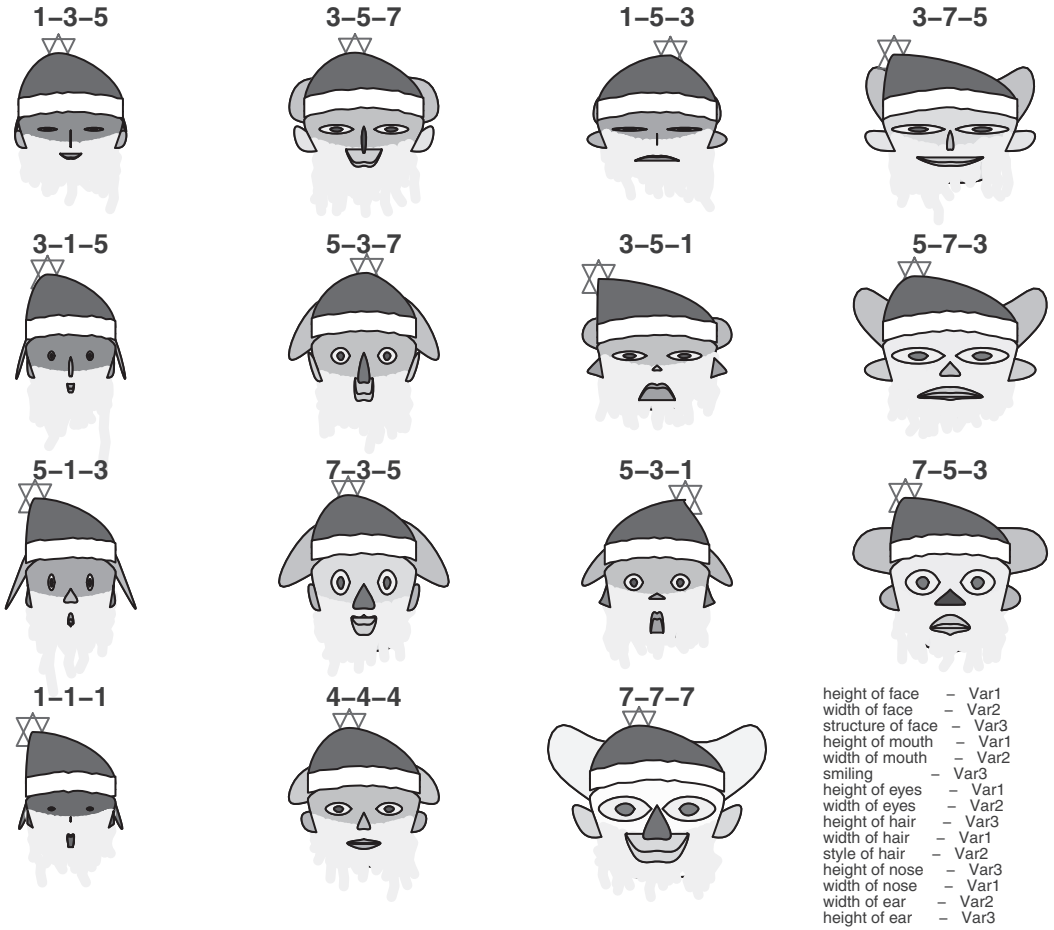 1–3–5
3–5–7
1–5–3
3–7–5
3–1–5
5–3–7
3–5–1
5–7–3
5–1–3
7–3–5
5–3–1
7–5–3
1–1–1
4–4–4
7–7–7
height of face – Var1
width of face – Var2
structure of face – Var3
height of mouth – Var1
width of mouth – Var2
smiling – Var3
height of eyes – Var1
width of eyes – Var2
height of hair – Var3
width of hair – Var1
style of hair – Var2
height of nose – Var3
width of nose – Var1
width of ear – Var2
height of ear – Var3